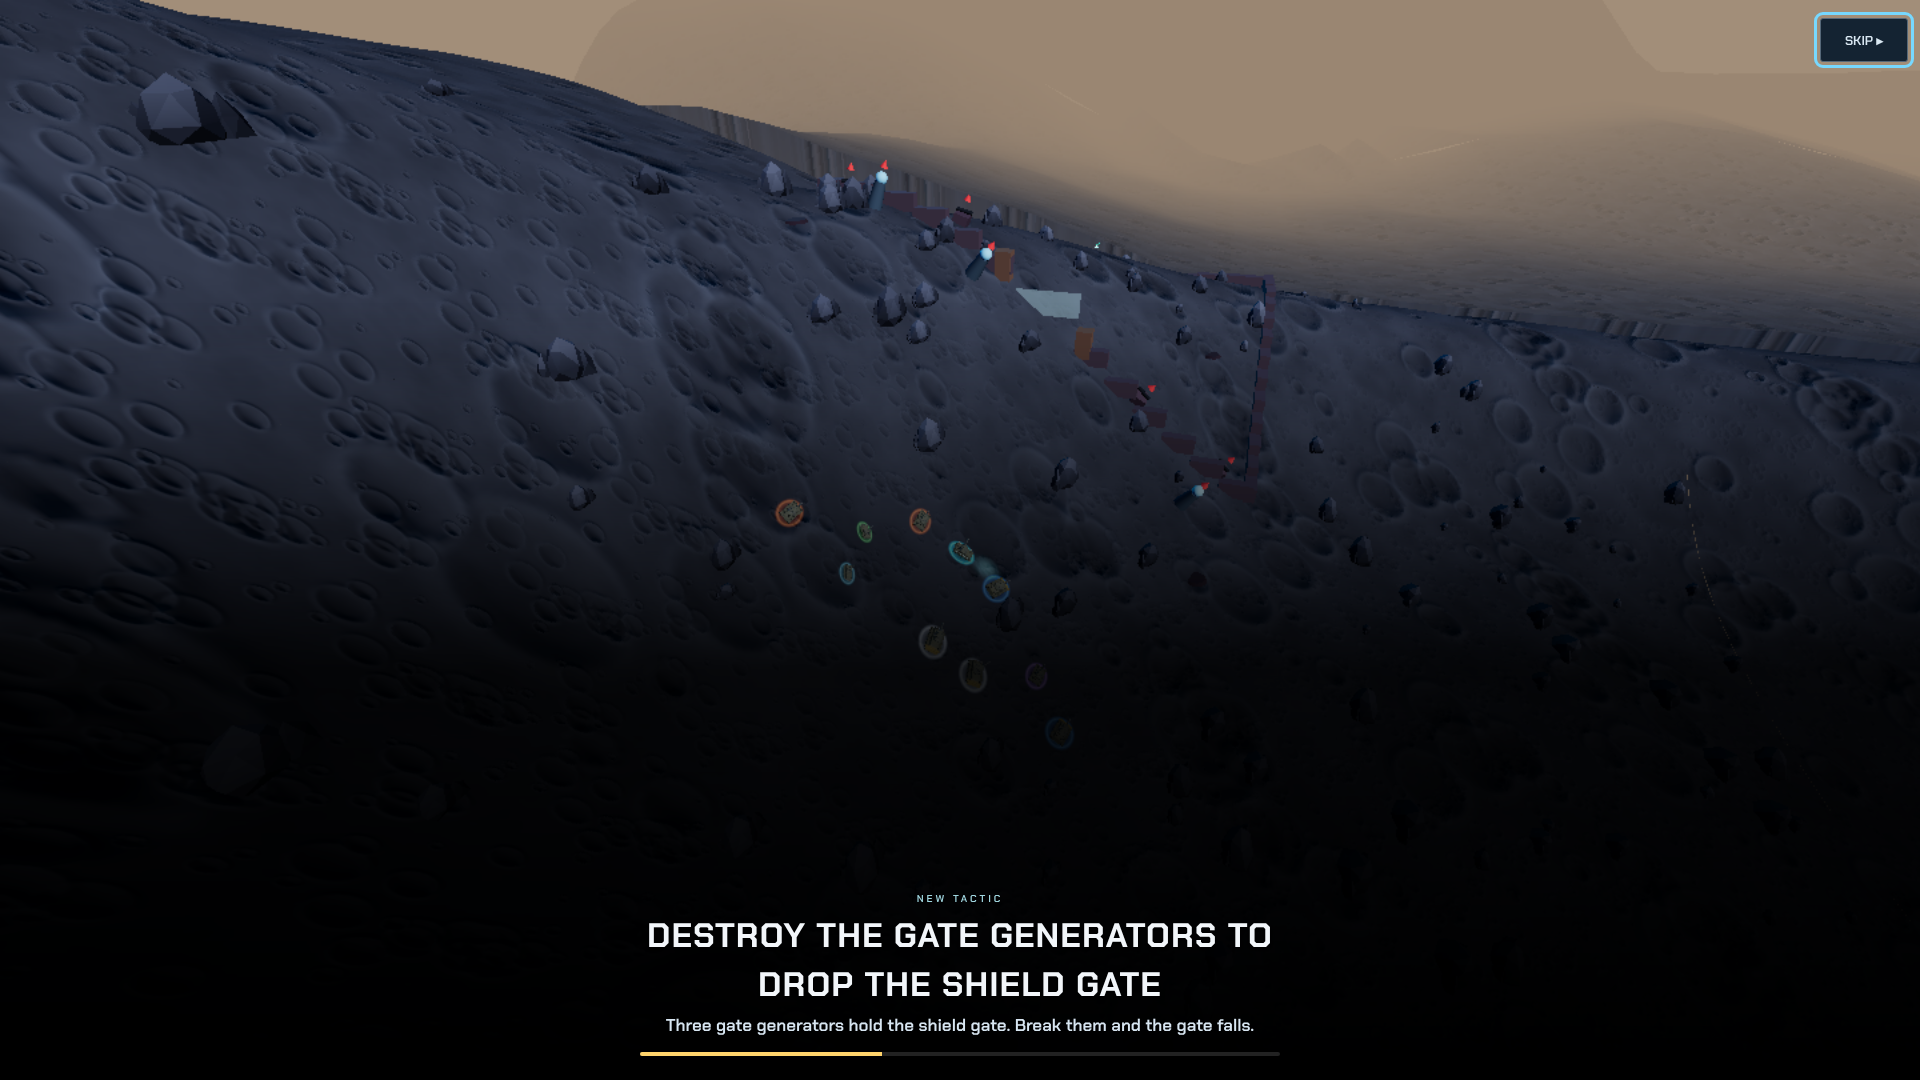 SKIP ▸
NEW TACTIC
DESTROY THE GATE GENERATORS TO
DROP THE SHIELD GATE
Three gate generators hold the shield gate. Break them and the gate falls.